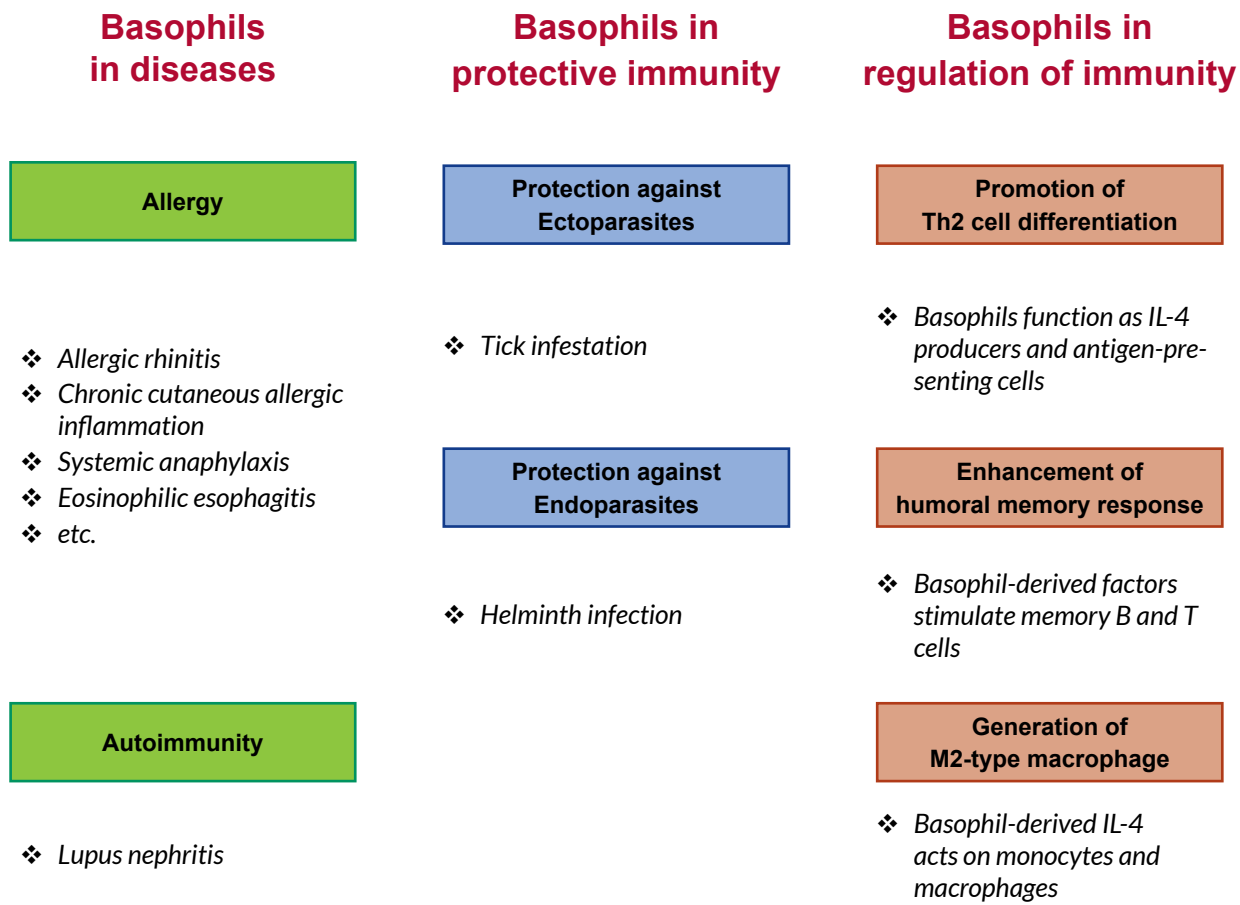 Basophils
in diseases
Allergy
❖ Allergic rhinitis
❖ Chronic cutaneous allergic
inflammation
❖ Systemic anaphylaxis
❖ Eosinophilic esophagitis
❖ etc.
Autoimmunity
❖ Lupus nephritis
Basophils in
protective immunity
Protection against
Ectoparasites
❖ Tick infestation
Protection against
Endoparasites
❖ Helminth infection
Basophils in
regulation of immunity
Promotion of
Th2 cell differentiation
❖ Basophils function as IL-4
producers and antigen-pre-
senting cells
Enhancement of
humoral memory response
❖ Basophil-derived factors
stimulate memory B and T
cells
Generation of
M2-type macrophage
❖ Basophil-derived IL-4
acts on monocytes and
macrophages